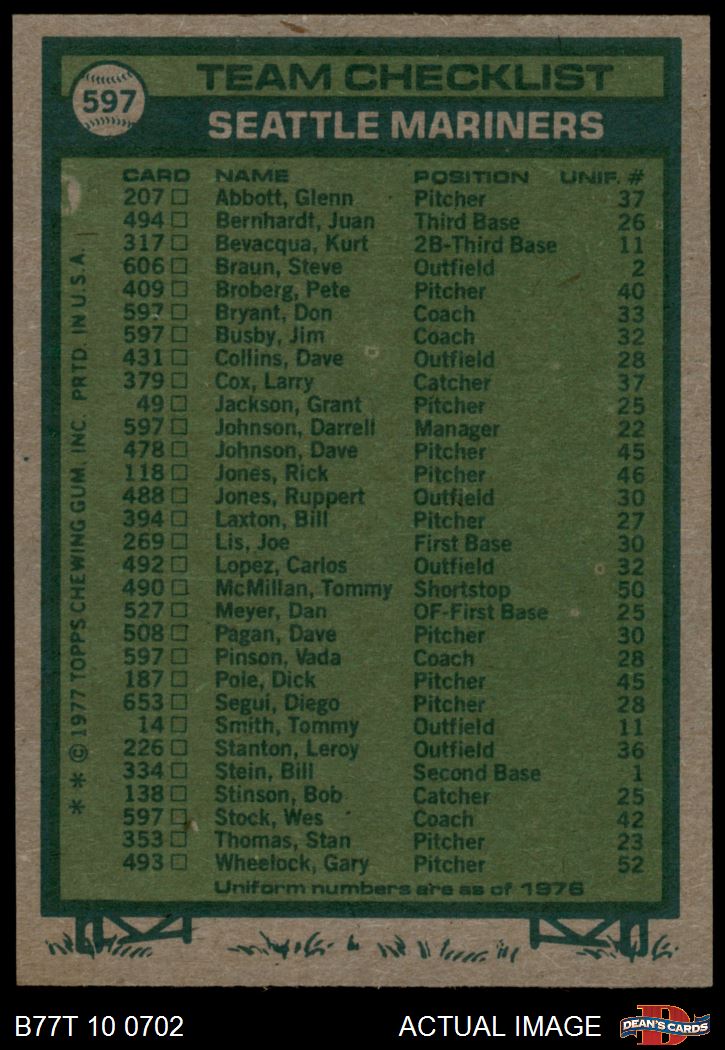 597
TEAM CHECKLIST
SEATTLE MARINERS
CARD NAME POSITION UNIF. #
207 Abbott, Glenn Pitcher 37
494 Bernhardt, Juan Third Base 26
317 Bevacqua, Kurt 2B-Third Base 11
606 Braun, Steve Outfield 2
409 Broberg, Pete Pitcher 40
597 Bryant, Don Coach 33
597 Busby, Jim Coach 32
431 Collins, Dave Outfield 28
379 Cox, Larry Catcher 37
49 Jackson, Grant Pitcher 25
597 Johnson, Darrell Manager 22
478 Johnson, Dave Pitcher 45
118 Jones, Rick Pitcher 46
488 Jones, Ruppert Outfield 30
394 Laxton, Bill Pitcher 27
269 Lis, Joe First Base 30
492 Lopez, Carlos Outfield 32
490 McMillan, Tommy Shortstop 50
527 Meyer, Dan OF-First Base 25
508 Pagan, Dave Pitcher 30
597 Pinson, Vada Coach 28
187 Pole, Dick Pitcher 45
653 Segui, Diego Pitcher 28
14 Smith, Tommy Outfield 11
226 Stanton, Leroy Outfield 36
334 Stein, Bill Second Base 1
138 Stinson, Bob Catcher 25
597 Stock, Wes Coach 42
353 Thomas, Stan Pitcher 23
493 Wheelock, Gary Pitcher 52
Uniform numbers are as of 1976
* * © 1977 TOPPS CHEWING GUM, INC. PRTD. IN U.S.A.
B77T 10 0702 ACTUAL IMAGE
D
DEAN'S CARDS